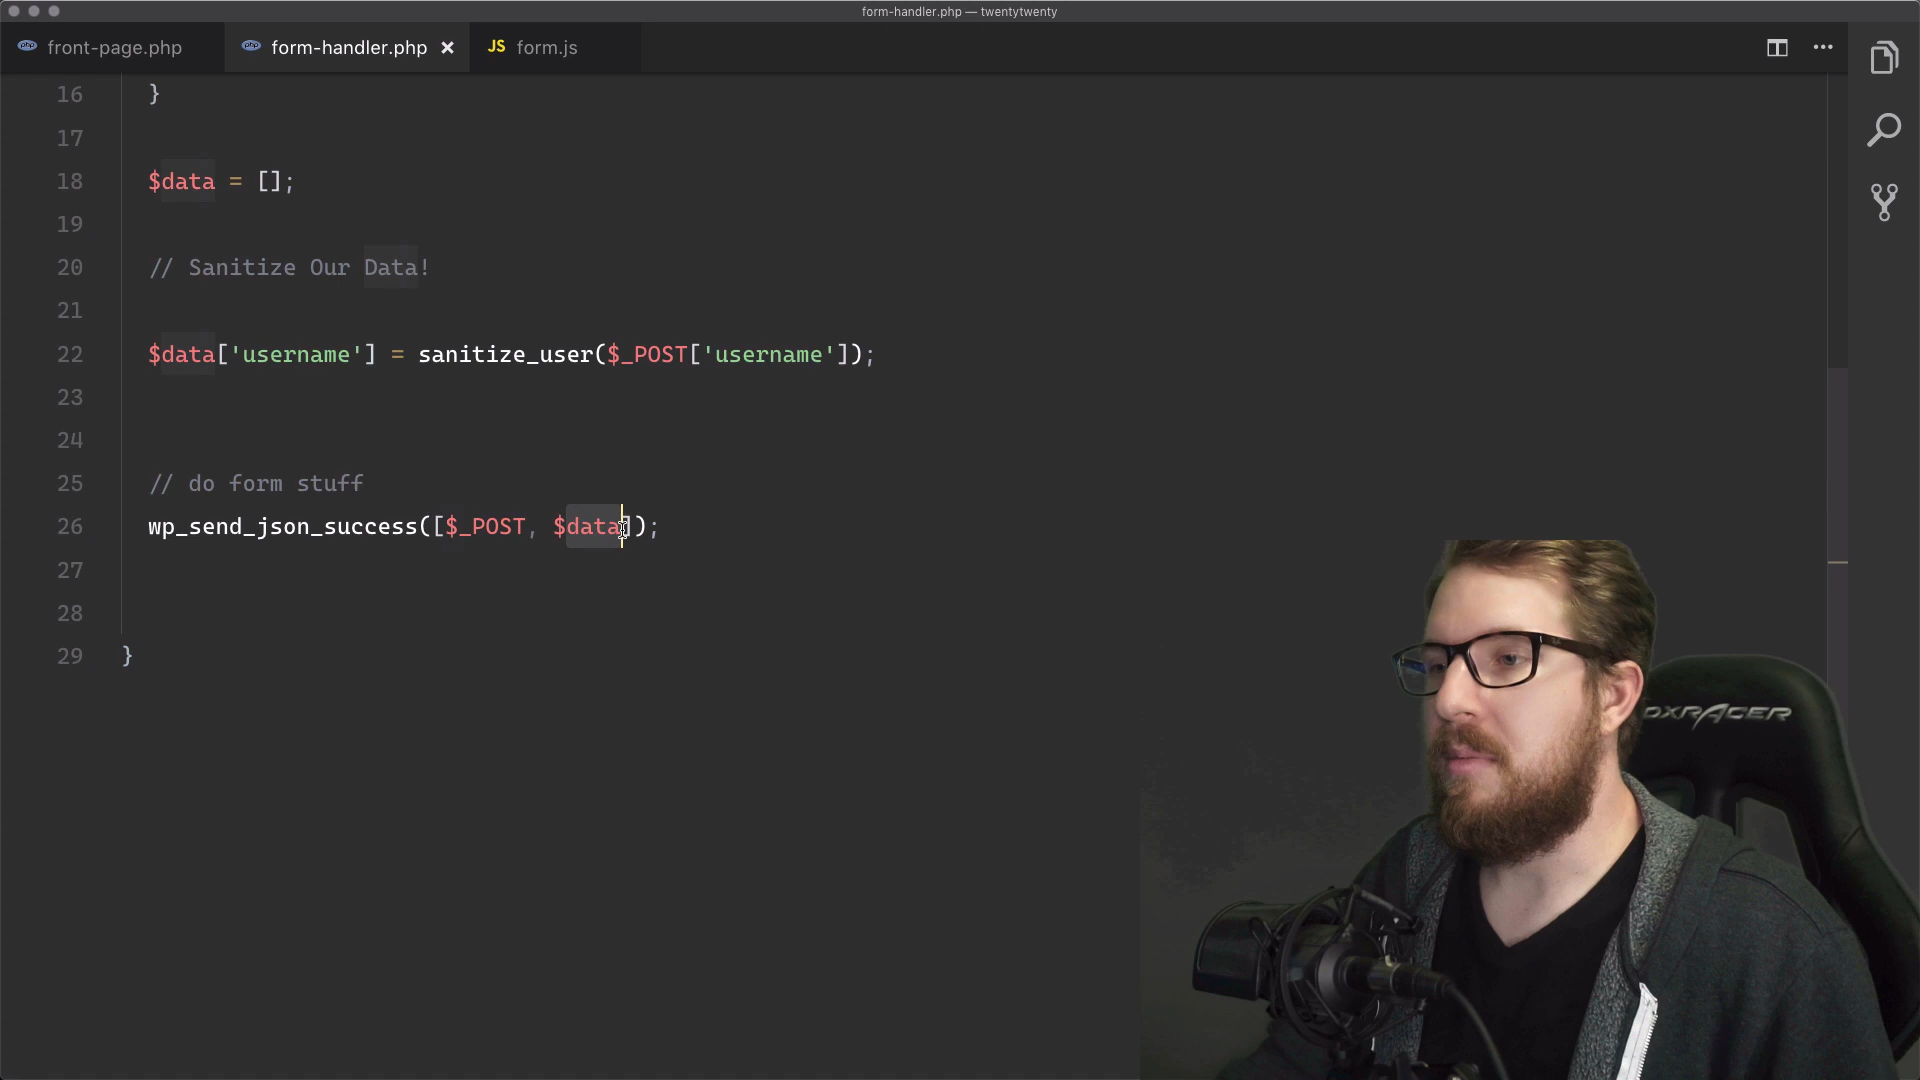 form-handler.php — twentytwenty
php front-page.php
php form-handler.php
JS form.js
16 }
17
18 $data = [];
19
20 // Sanitize Our Data!
21
22 $data['username'] = sanitize_user($_POST['username']);
23
24
25 // do form stuff
26 wp_send_json_success([$_POST, $data]);
27
28
29 }
DXRACER